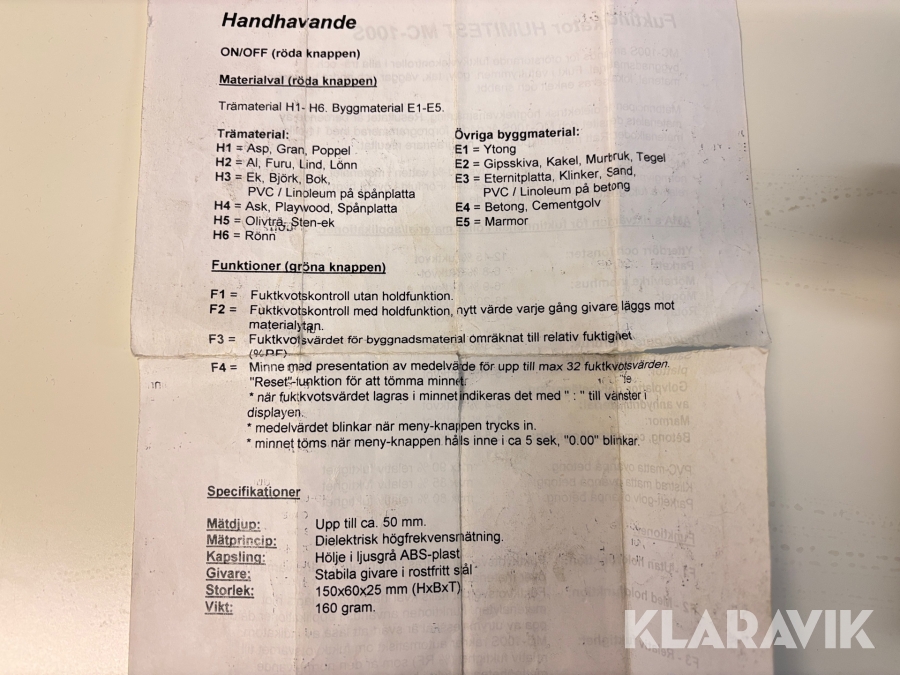 Handhavande
ON/OFF (röda knappen)
Materialval (röda knappen)
Trämaterial H1- H6. Byggmaterial E1-E5.
Trämaterial:
H1 = Asp, Gran, Poppel
H2 = Al, Furu, Lind, Lönn
H3 = Ek, Björk, Bok,
PVC / Linoleum på spånplatta
H4 = Ask, Playwood, Spånplatta
H5 = Olivträ, Sten-ek
H6 = Rönn
Övriga byggmaterial:
E1 = Ytong
E2 = Gipsskiva, Kakel, Murbruk, Tegel
E3 = Eternitplatta, Klinker, Sand,
PVC / Linoleum på betong
E4 = Betong, Cementgolv
E5 = Marmor
Funktioner (gröna knappen)
F1 = Fuktkvotskontroll utan holdfunktion.
F2 = Fuktkvotskontroll med holdfunktion, nytt värde varje gång givare läggs mot
materialytan.
F3 = Fuktkvotsvärdet för byggnadsmaterial omräknat till relativ fuktighet
(%RF)
F4 = Minne med presentation av medelvärde för upp till max 32 fuktkvotsvärden.
"Reset"-funktion för att tömma minnet.
* när fuktkvotsvärdet lagras i minnet indikeras det med " : " till vänster i
displayen.
* medelvärdet blinkar när meny-knappen trycks in.
* minnet töms när meny-knappen hålls inne i ca 5 sek, "0.00" blinkar.
Specifikationer
Mätdjup: Upp till ca. 50 mm.
Mätprincip: Dielektrisk högfrekvensmätning.
Kapsling: Hölje i ljusgrå ABS-plast
Givare: Stabila givare i rostfritt stål
Storlek: 150x60x25 mm (HxBxT)
Vikt: 160 gram.
KLARAVIK